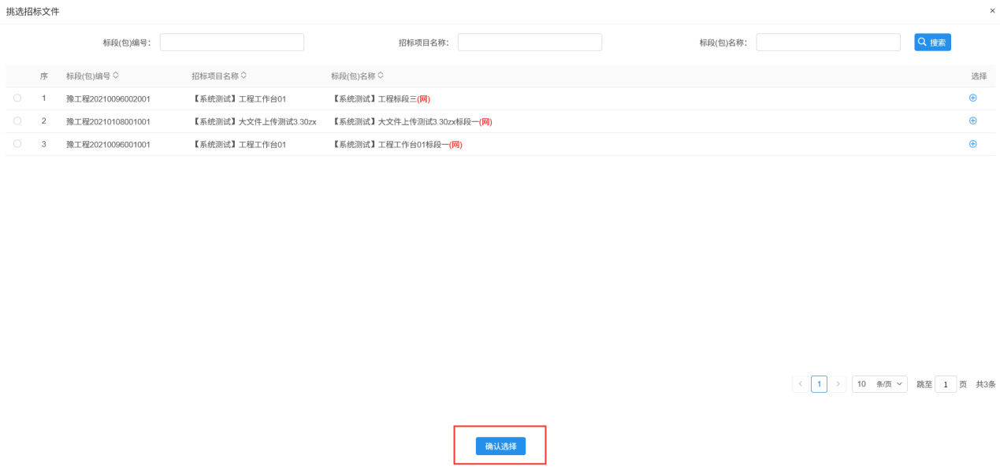 挑选招标文件 ×
标段(包)编号： 招标项目名称： 标段(包)名称： 搜索
序 标段(包)编号 招标项目名称 标段(包)名称 选择
1 豫工程20210096002001 【系统测试】工程工作台01 【系统测试】工程标段三(网)
2 豫工程20210108001001 【系统测试】大文件上传测试3.30zx 【系统测试】大文件上传测试3.30zx标段一(网)
3 豫工程20210096001001 【系统测试】工程工作台01 【系统测试】工程工作台01标段一(网)
< 1 > 10 条/页 跳至 1 页 共3条
确认选择